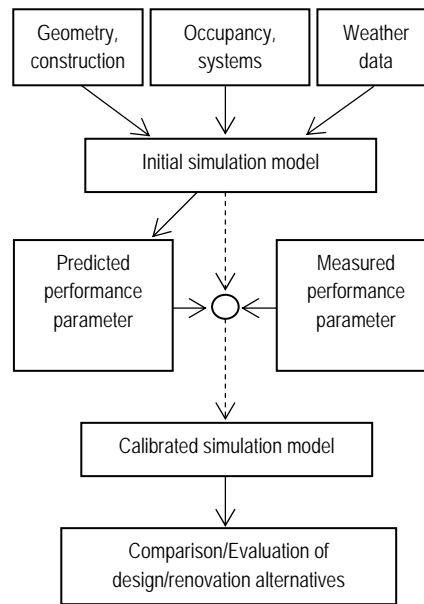 Geometry,
construction
Occupancy,
systems
Weather
data
Initial simulation model
Predicted
performance
parameter
Measured
performance
parameter
Calibrated simulation model
Comparison/Evaluation of
design/renovation alternatives